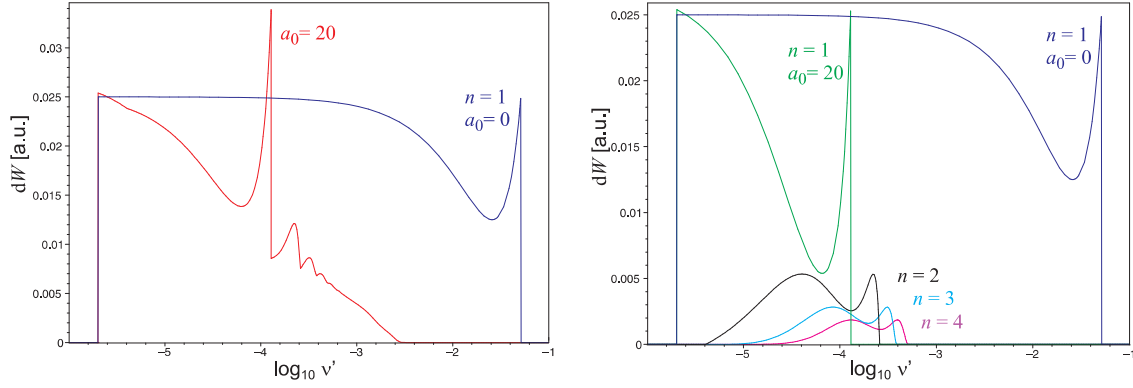 0.03
0.025
0.02
0.015
0.01
0.005
0
dW [a.u.]
a₀= 20
n = 1
a₀= 0
−5
−4
−3
−2
−1
log₁₀ ν'
0.025
0.02
0.015
0.01
0.005
0
dW [a.u.]
n = 1
a₀= 20
n = 1
a₀= 0
n = 2
n = 3
n = 4
−5
−4
−3
−2
−1
log₁₀ ν'